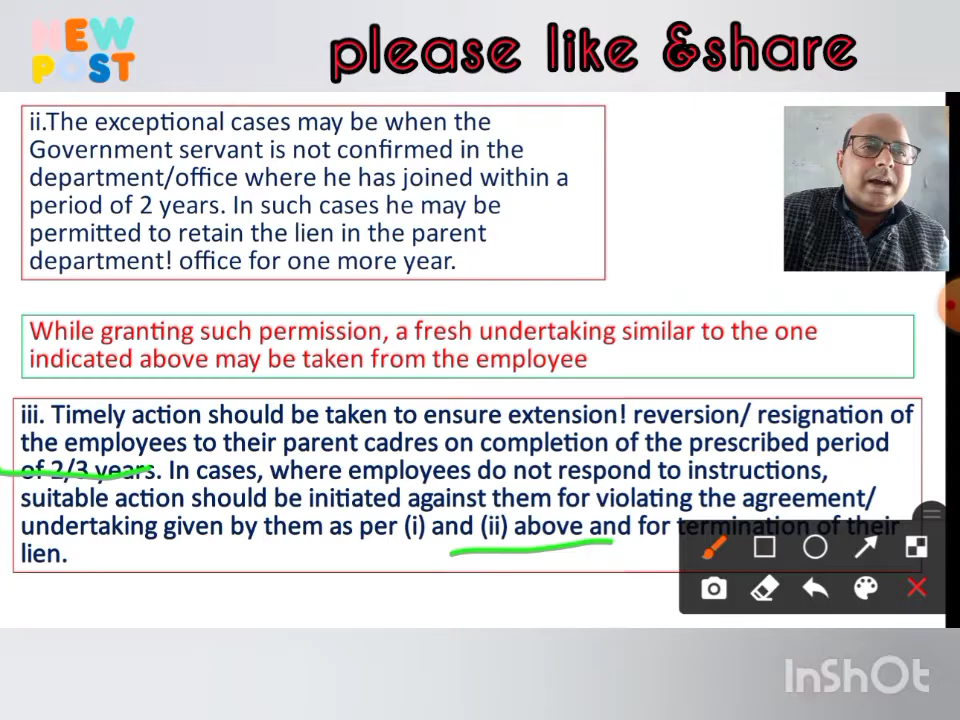 NEW
POST
please like &share
ii.The exceptional cases may be when the
Government servant is not confirmed in the
department/office where he has joined within a
period of 2 years. In such cases he may be
permitted to retain the lien in the parent
department! office for one more year.
While granting such permission, a fresh undertaking similar to the one
indicated above may be taken from the employee
iii. Timely action should be taken to ensure extension! reversion/ resignation of
the employees to their parent cadres on completion of the prescribed period
of 2/3 years. In cases, where employees do not respond to instructions,
suitable action should be initiated against them for violating the agreement/
undertaking given by them as per (i) and (ii) above and for termination of their
lien.
InShOt